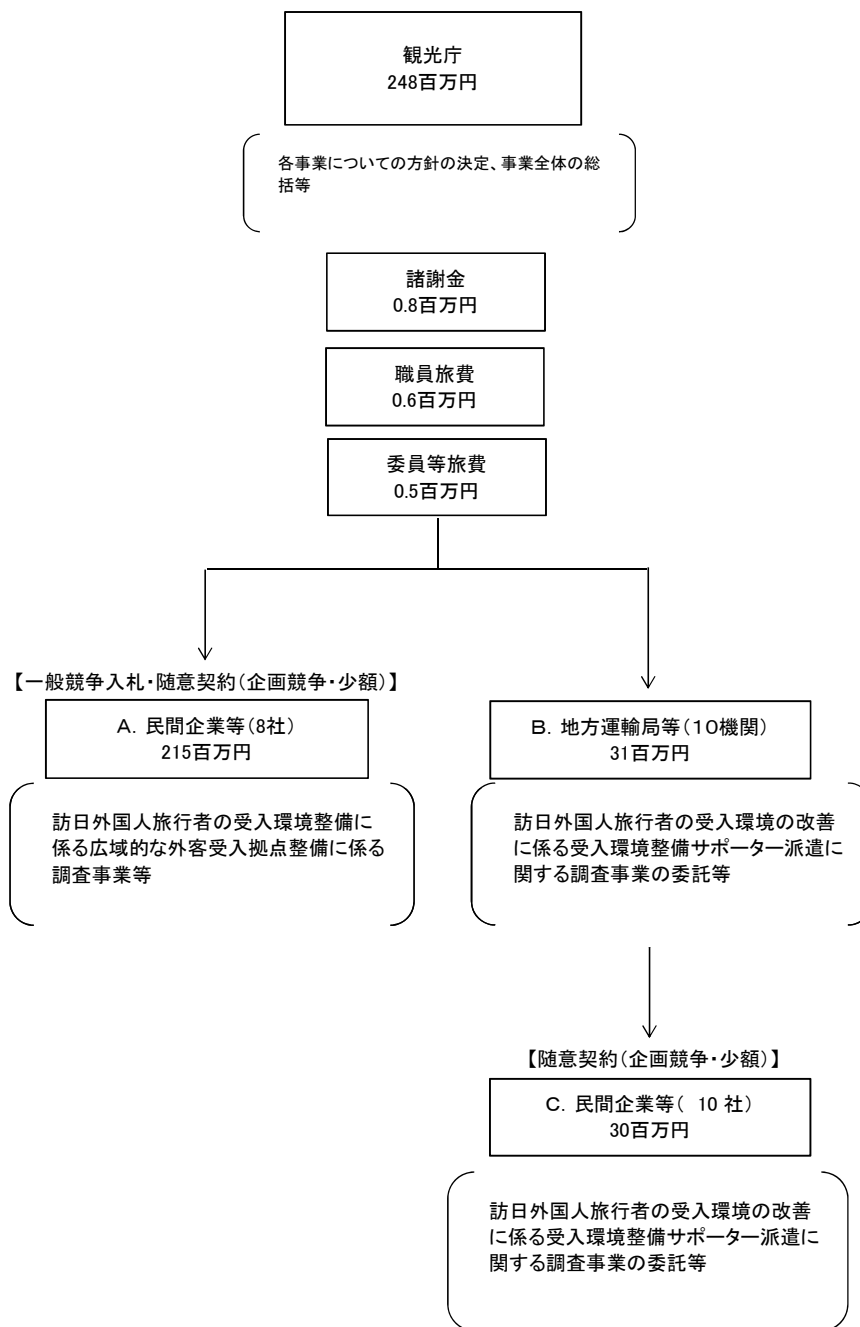 観光庁
248百万円
各事業についての方針の決定、事業全体の総
括等
諸謝金
0.8百万円
職員旅費
0.6百万円
委員等旅費
0.5百万円
【一般競争入札・随意契約(企画競争・少額)】
A．民間企業等(8社)
215百万円
訪日外国人旅行者の受入環境整備に
係る広域的な外客受入拠点整備に係る
調査事業等
B．地方運輸局等(１０機関)
31百万円
訪日外国人旅行者の受入環境の改善
に係る受入環境整備サポーター派遣に
関する調査事業の委託等
【随意契約(企画競争・少額)】
C．民間企業等( 10 社)
30百万円
訪日外国人旅行者の受入環境の改善
に係る受入環境整備サポーター派遣に
関する調査事業の委託等